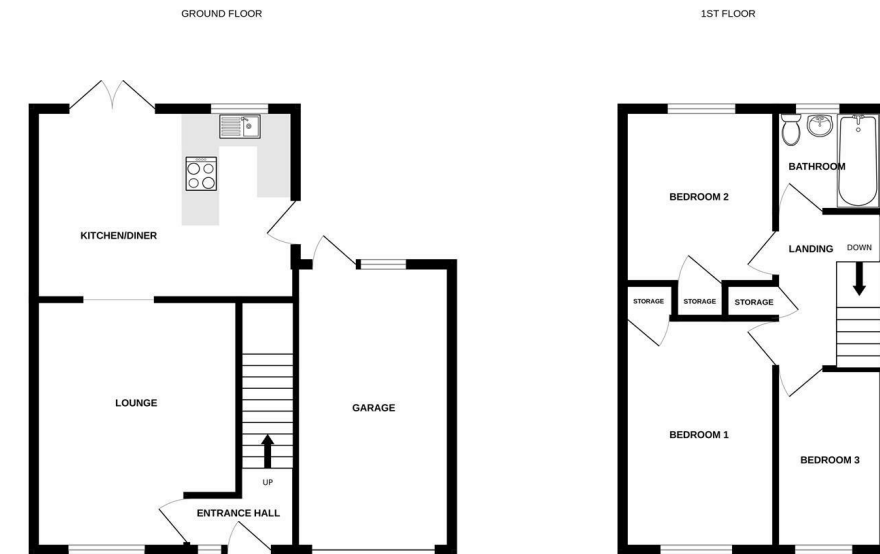 GROUND FLOOR
1ST FLOOR
KITCHEN/DINER
LOUNGE
GARAGE
UP
ENTRANCE HALL
BATHROOM
BEDROOM 2
LANDING
DOWN
STORAGE
STORAGE
STORAGE
BEDROOM 1
BEDROOM 3